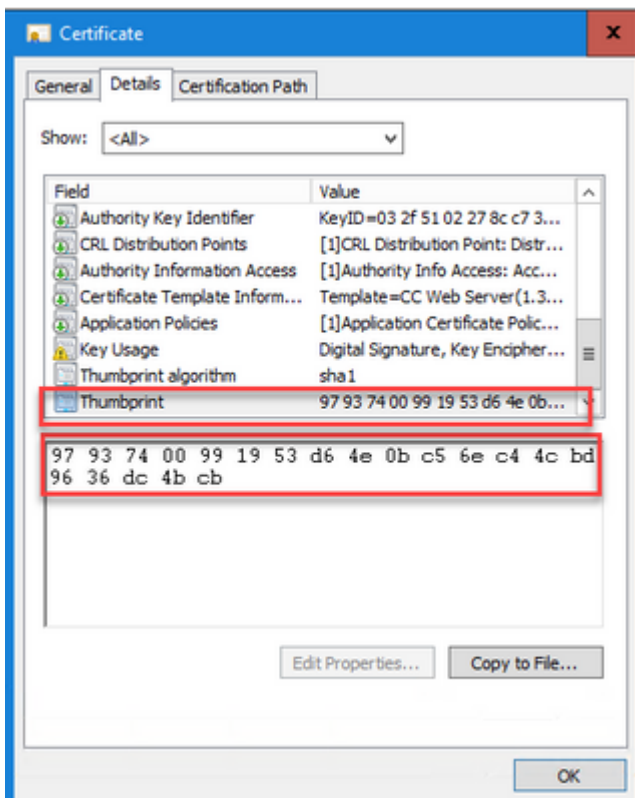 Certificate
General Details Certification Path
Show: <All>
Field Value
Authority Key Identifier KeyID=03 2f 51 02 27 8c c7 3...
CRL Distribution Points [1]CRL Distribution Point: Distr...
Authority Information Access [1]Authority Info Access: Acc...
Certificate Template Inform... Template=CC Web Server(1.3...
Application Policies [1]Application Certificate Polic...
Key Usage Digital Signature, Key Encipher...
Thumbprint algorithm sha1
Thumbprint 97 93 74 00 99 19 53 d6 4e 0b...
97 93 74 00 99 19 53 d6 4e 0b c5 6e c4 4c bd
96 36 dc 4b cb
Edit Properties... Copy to File...
OK